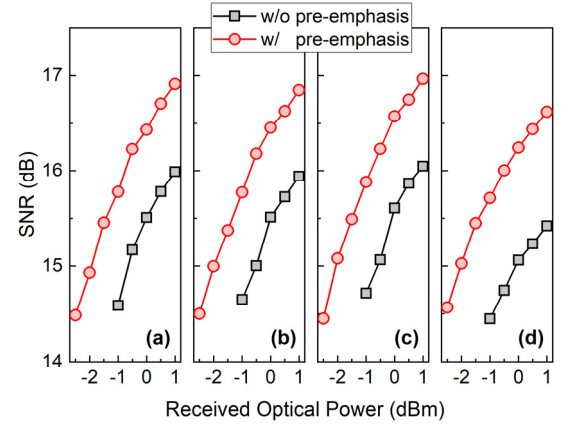 w/o pre-emphasis
w/ pre-emphasis
17
16
15
14
SNR (dB)
(a) (b) (c) (d)
-2 -1 0 1 -2 -1 0 1 -2 -1 0 1 -2 -1 0 1
Received Optical Power (dBm)